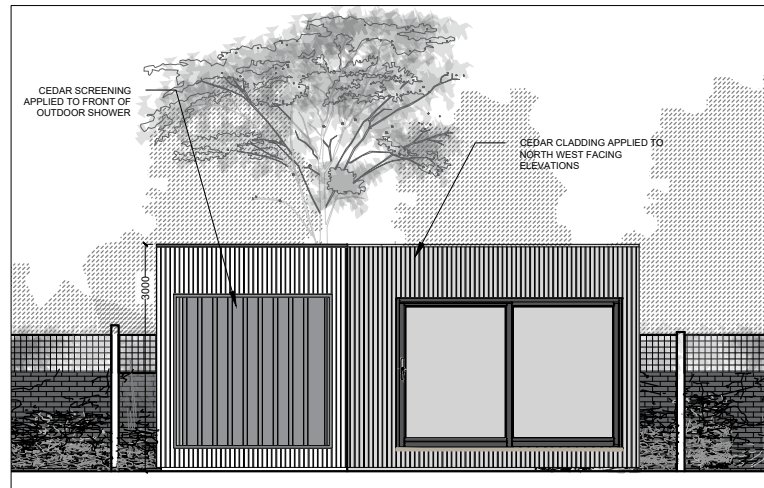 CEDAR SCREENING
APPLIED TO FRONT OF
OUTDOOR SHOWER
CEDAR CLADDING APPLIED TO
NORTH WEST FACING
ELEVATIONS
3000